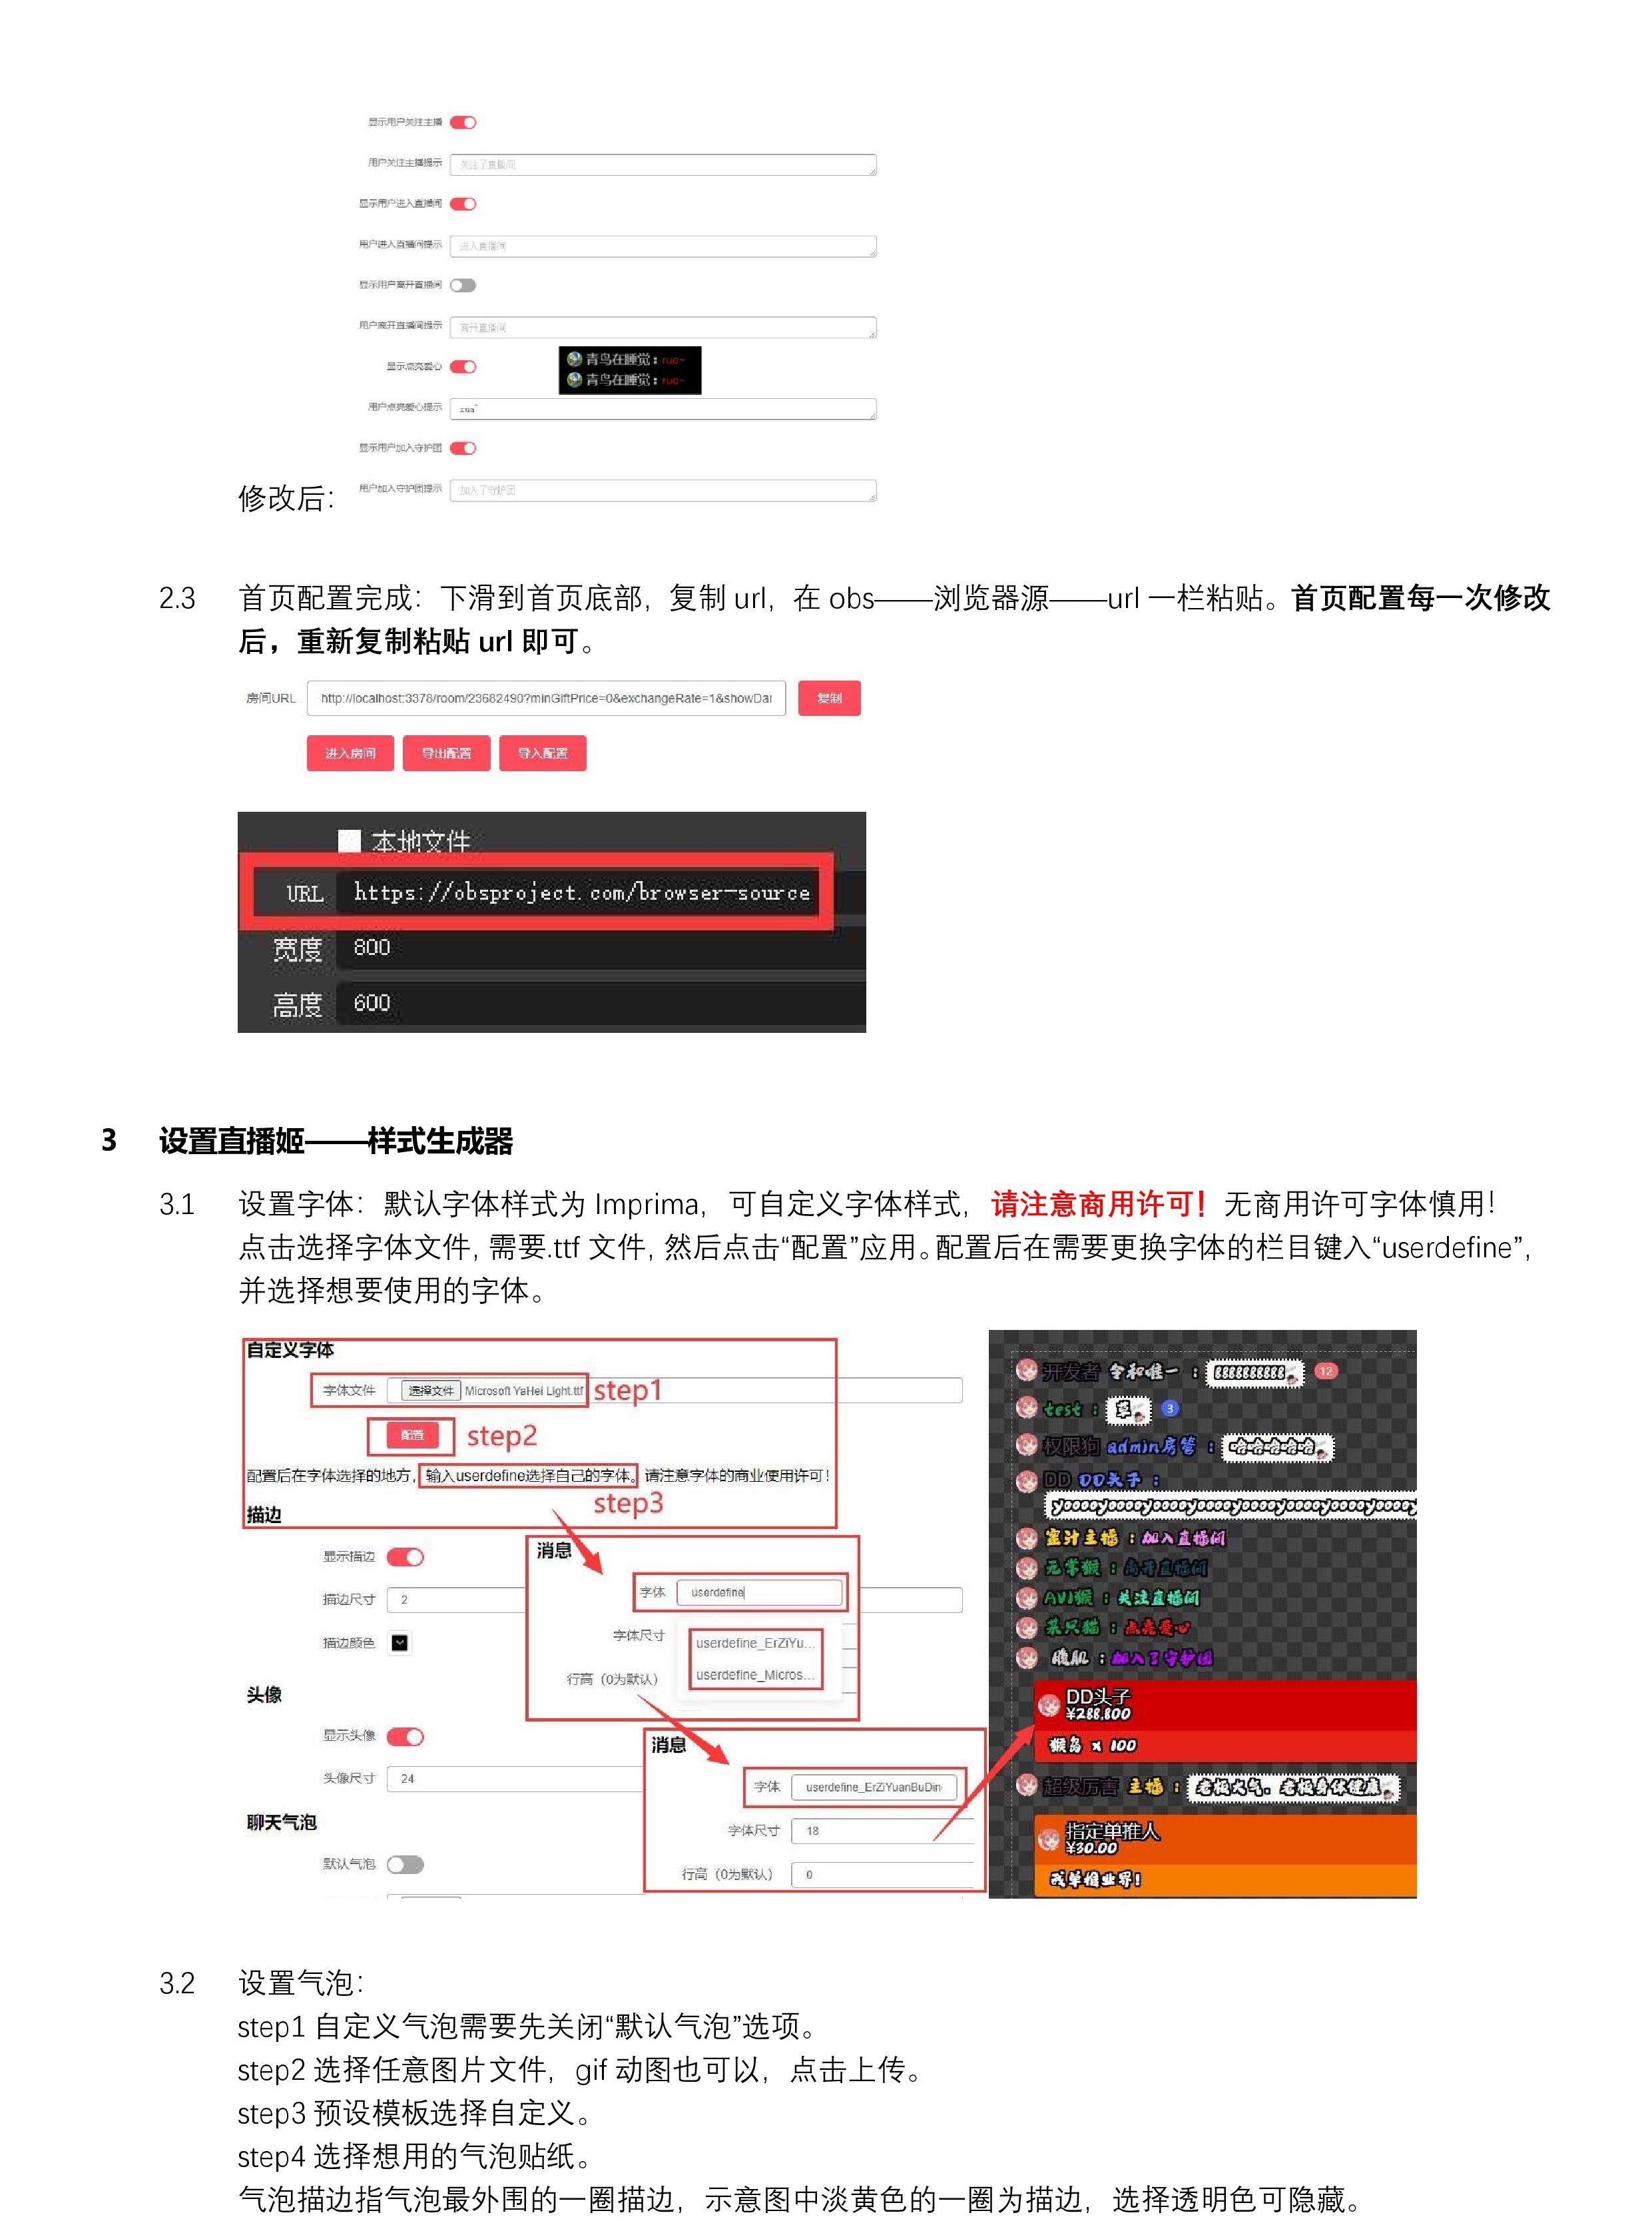 显示用户关注主播
用户关注主播提示 关注了直播间
显示用户进入直播间
用户进入直播间提示 进入直播间
显示用户离开直播间
用户离开直播间提示 离开直播间
显示点亮爱心
青鸟在睡觉：rua~
青鸟在睡觉：rua~
用户点亮爱心提示
显示用户加入守护团
用户加入守护团提示 加入了守护团
修改后：
2.3 首页配置完成：下滑到首页底部，复制 url，在 obs——浏览器源——url 一栏粘贴。首页配置每一次修改
后，重新复制粘贴 url 即可。
房间URL http://localhost:3378/room/23682490?minGiftPrice=0&exchangeRate=1&showDar 复制
进入房间 导出配置 导入配置
本地文件
URL https://obsproject.com/browser-source
宽度 800
高度 600
3 设置直播姬——样式生成器
3.1 设置字体：默认字体样式为 Imprima，可自定义字体样式，请注意商用许可！无商用许可字体慎用！
点击选择字体文件，需要.ttf 文件，然后点击“配置”应用。配置后在需要更换字体的栏目键入“userdefine”，
并选择想要使用的字体。
自定义字体
字体文件 选择文件 Microsoft YaHei Light.ttf step1
配置 step2
配置后在字体选择的地方，输入userdefine选择自己的字体。请注意字体的商业使用许可！
step3
描边
显示描边
描边尺寸 2
描边颜色
头像
显示头像
头像尺寸 24
聊天气泡
默认气泡
消息
字体 userdefine
字体尺寸 userdefine_ErZiYu...
userdefine_Micros...
行高（0为默认）
消息
字体 userdefine_ErZiYuanBuDin
字体尺寸 18
行高（0为默认） 0
开发者 令和唯一 ： 8888888888 12
test ： 草 3
权限狗 admin房管 ： 哈哈哈哈哈
DD DD头子 ：
yooooyooooyooooyooooyooooyooooyooooyooooy
蜜汁主播 ：加入直播间
无掌猴 ：离开直播间
AVI猴 ：关注直播间
菜只猫 ：点亮爱心
腹肌 ：加入了守护团
DD头子
¥288,800
猴岛 x 100
超级厉害 主播 ： 老板大气，老板身体健康
指定单推人
¥30.00
我单推业界！
3.2 设置气泡：
step1 自定义气泡需要先关闭“默认气泡”选项。
step2 选择任意图片文件，gif 动图也可以，点击上传。
step3 预设模板选择自定义。
step4 选择想用的气泡贴纸。
气泡描边指气泡最外围的一圈描边，示意图中淡黄色的一圈为描边，选择透明色可隐藏。